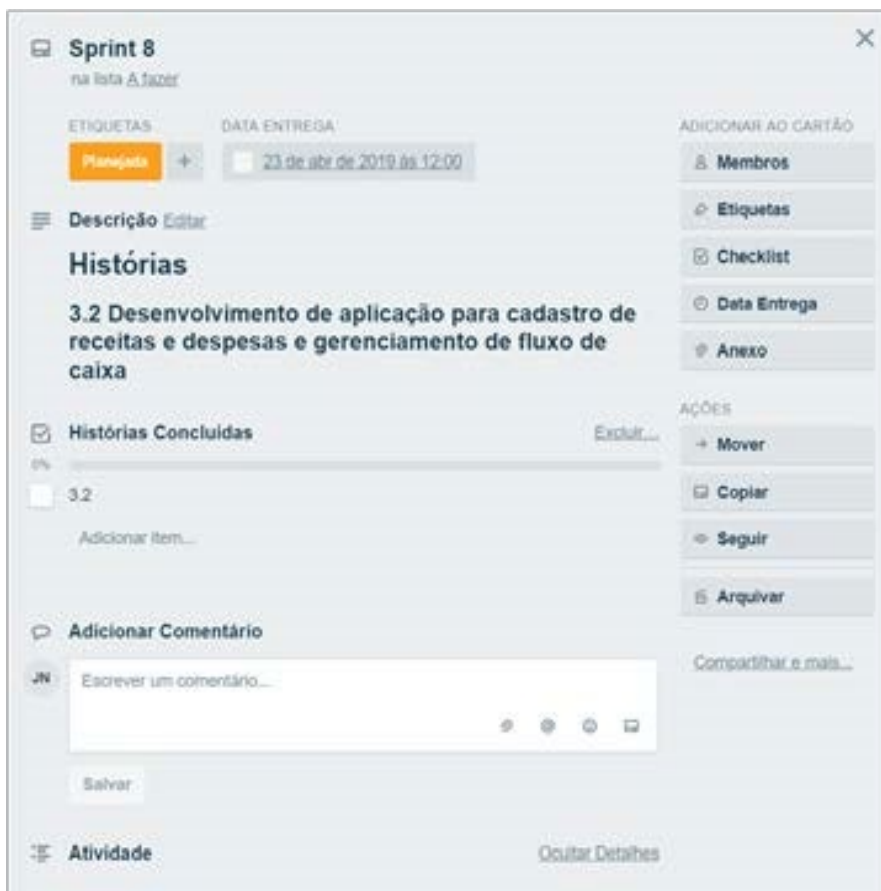 Sprint 8
na lista A fazer
ETIQUETAS
DATA ENTREGA
Planejada
+
23 de abr de 2019 às 12:00
Descrição Editar
Histórias
3.2 Desenvolvimento de aplicação para cadastro de
receitas e despesas e gerenciamento de fluxo de
caixa
Histórias Concluídas
Excluir...
0%
3.2
Adicionar item...
Adicionar Comentário
JN
Escrever um comentário...
Salvar
Atividade
Ocultar Detalhes
ADICIONAR AO CARTÃO
Membros
Etiquetas
Checklist
Data Entrega
Anexo
AÇÕES
Mover
Copiar
Seguir
Arquivar
Compartilhar e mais...